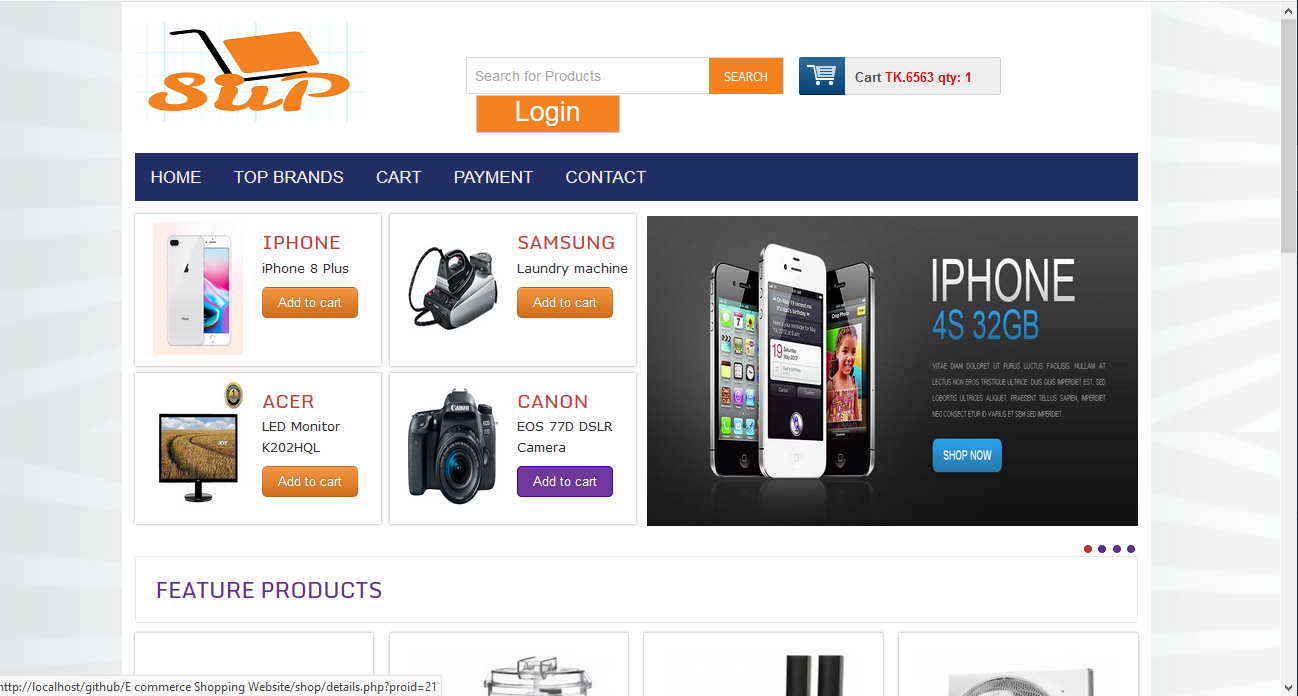 SuP
Search for Products
SEARCH
Cart TK.6563 qty: 1
Login
HOME TOP BRANDS CART PAYMENT CONTACT
IPHONE
iPhone 8 Plus
Add to cart
SAMSUNG
Laundry machine
Add to cart
ACER
LED Monitor
K202HQL
Add to cart
CANON
EOS 77D DSLR
Camera
Add to cart
IPHONE
4S 32GB
VITAE DIAM DOLORET UT PURUS LUCTUS FACILISIS. NULLAM AT
LECTUS NON EROS TRISTIQUE ULTRICE. DUIS QUIS IMPERDIET EST. SED
LOBORTIS ULTRICES ALIQUET. PRAESENT TELLUS SAPIEN, IMPERDIET
NEC CONSECT ETUR ID VARIUS ET SEM SED IMPERDIET.
SHOP NOW
FEATURE PRODUCTS
http://localhost/github/E commerce Shopping Website/shop/details.php?proid=21